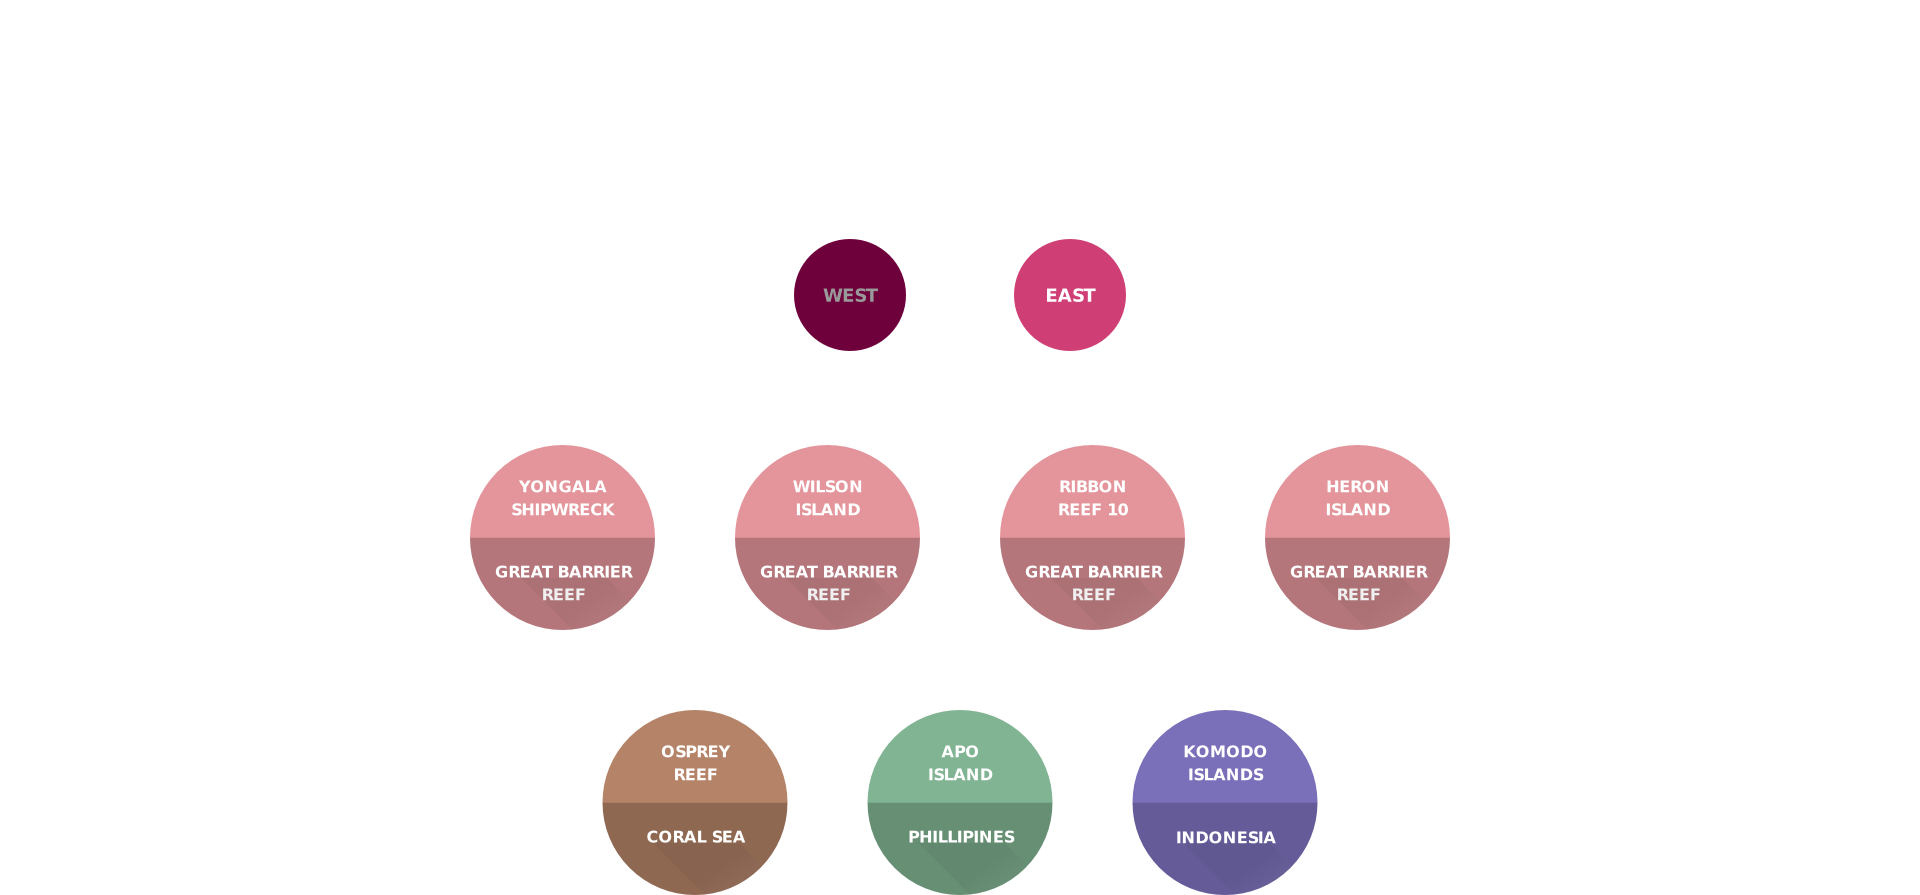 WEST
EAST
YONGALA
SHIPWRECK
GREAT BARRIER
REEF
WILSON
ISLAND
GREAT BARRIER
REEF
RIBBON
REEF 10
GREAT BARRIER
REEF
HERON
ISLAND
GREAT BARRIER
REEF
OSPREY
REEF
CORAL SEA
APO
ISLAND
PHILLIPINES
KOMODO
ISLANDS
INDONESIA